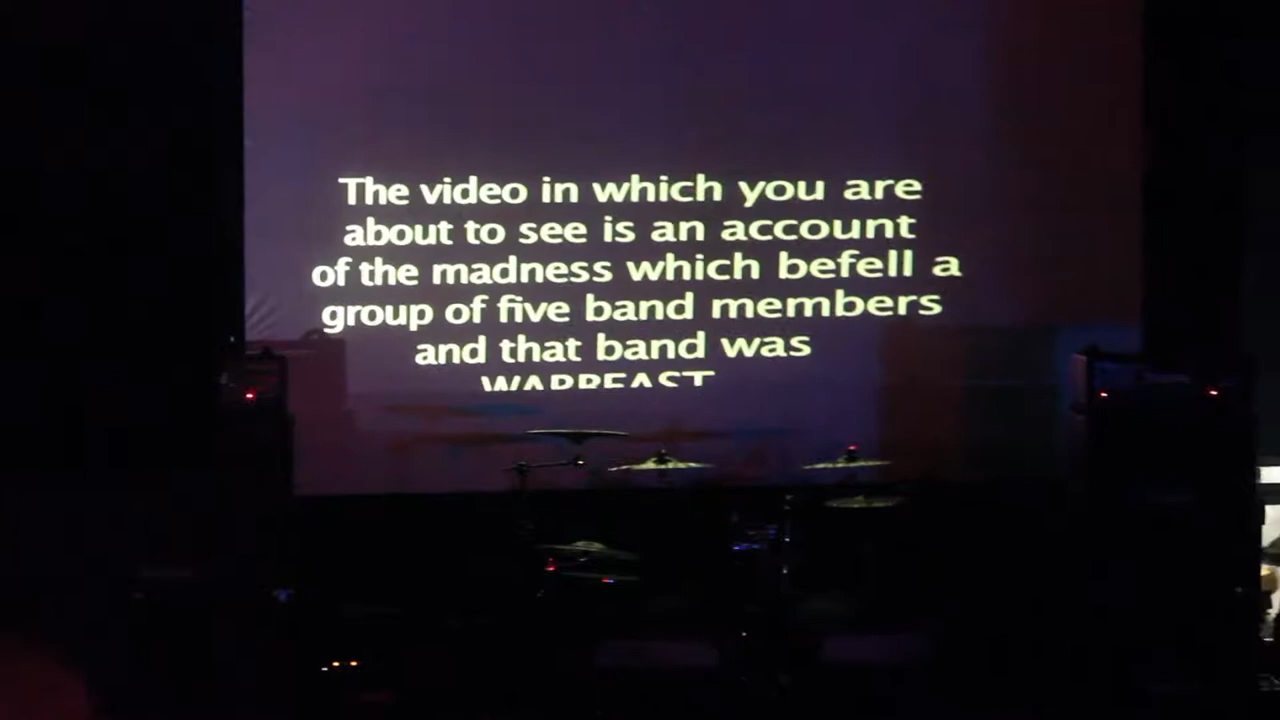 The video in which you are
about to see is an account
of the madness which befell a
group of five band members
and that band was
WARBEAST